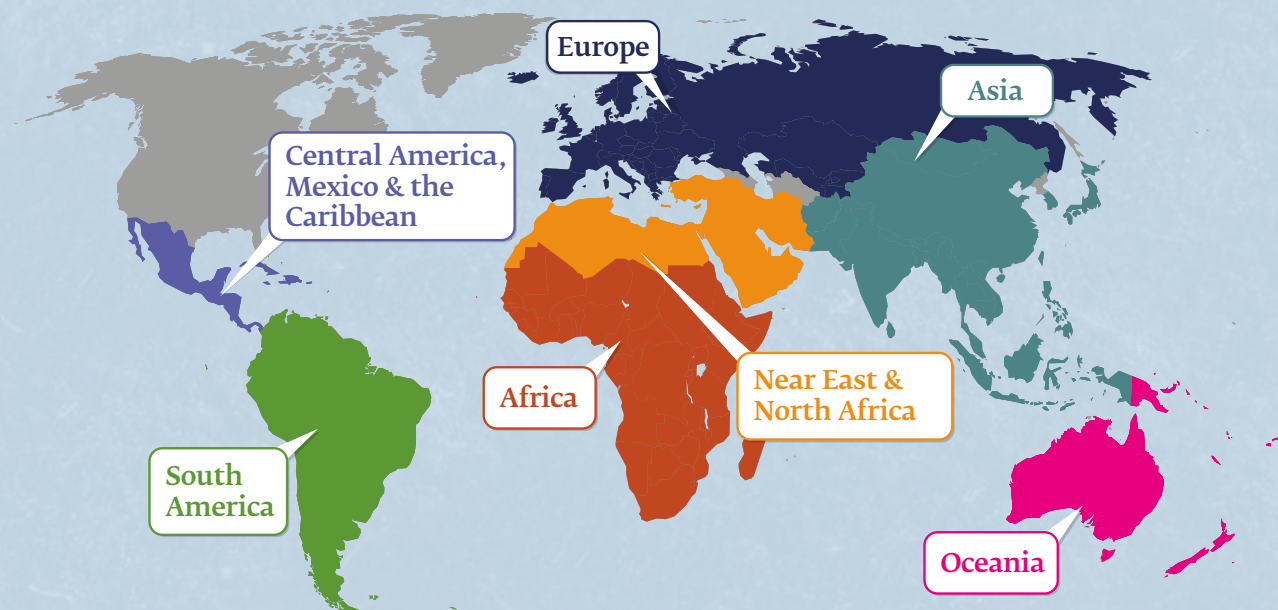 Europe
Asia
Central America,
Mexico & the
Caribbean
Africa
Near East &
North Africa
South
America
Oceania